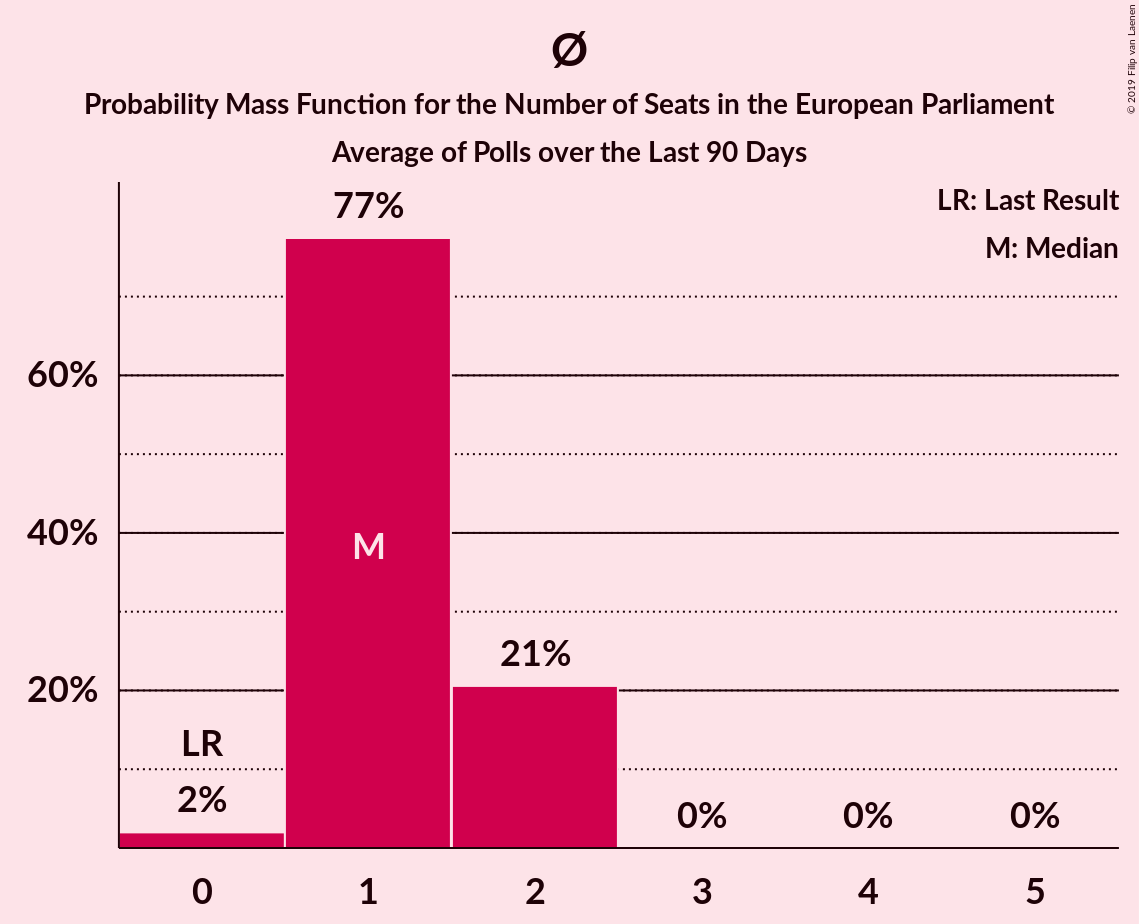 Ø
Probability Mass Function for the Number of Seats in the European Parliament
Average of Polls over the Last 90 Days
© 2019 Filip van Laenen
LR: Last Result
M: Median
77%
60%
40%
M
21%
20%
LR
2%
0%
0%
0%
0
1
2
3
4
5